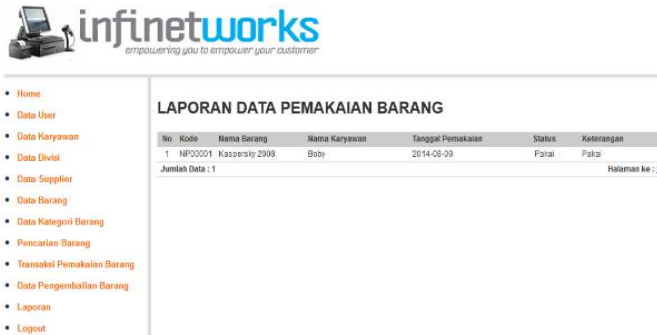 infinetworks
empowering you to empower your customer
Home
Data User
Data Karyawan
Data Divisi
Data Supplier
Data Barang
Data Kategori Barang
Pencarian Barang
Transaksi Pemakaian Barang
Data Pengembalian Barang
Laporan
Logout
LAPORAN DATA PEMAKAIAN BARANG
No Kode Nama Barang Nama Karyawan Tanggal Pemakaian Status Keterangan
1 NP00001 Kaspersky 2008 Boby 2014-08-09 Pakai Pakai
Jumlah Data : 1 Halaman ke :